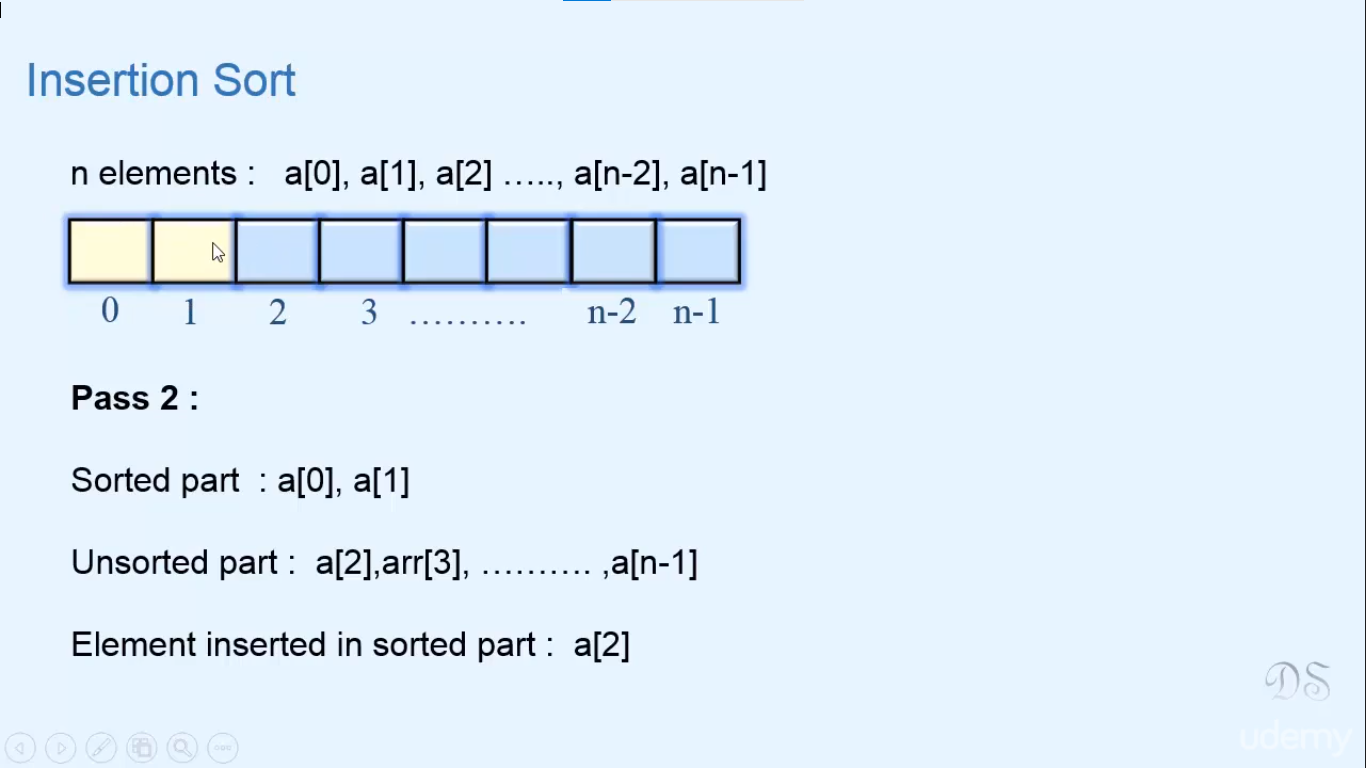 Insertion Sort
n elements :   a[0], a[1], a[2] ….., a[n-2], a[n-1]
0 1 2 3 ………. n-2 n-1
Pass 2 :
Sorted part  : a[0], a[1]
Unsorted part :  a[2],arr[3], ………. ,a[n-1]
Element inserted in sorted part :  a[2]
DS
udemy